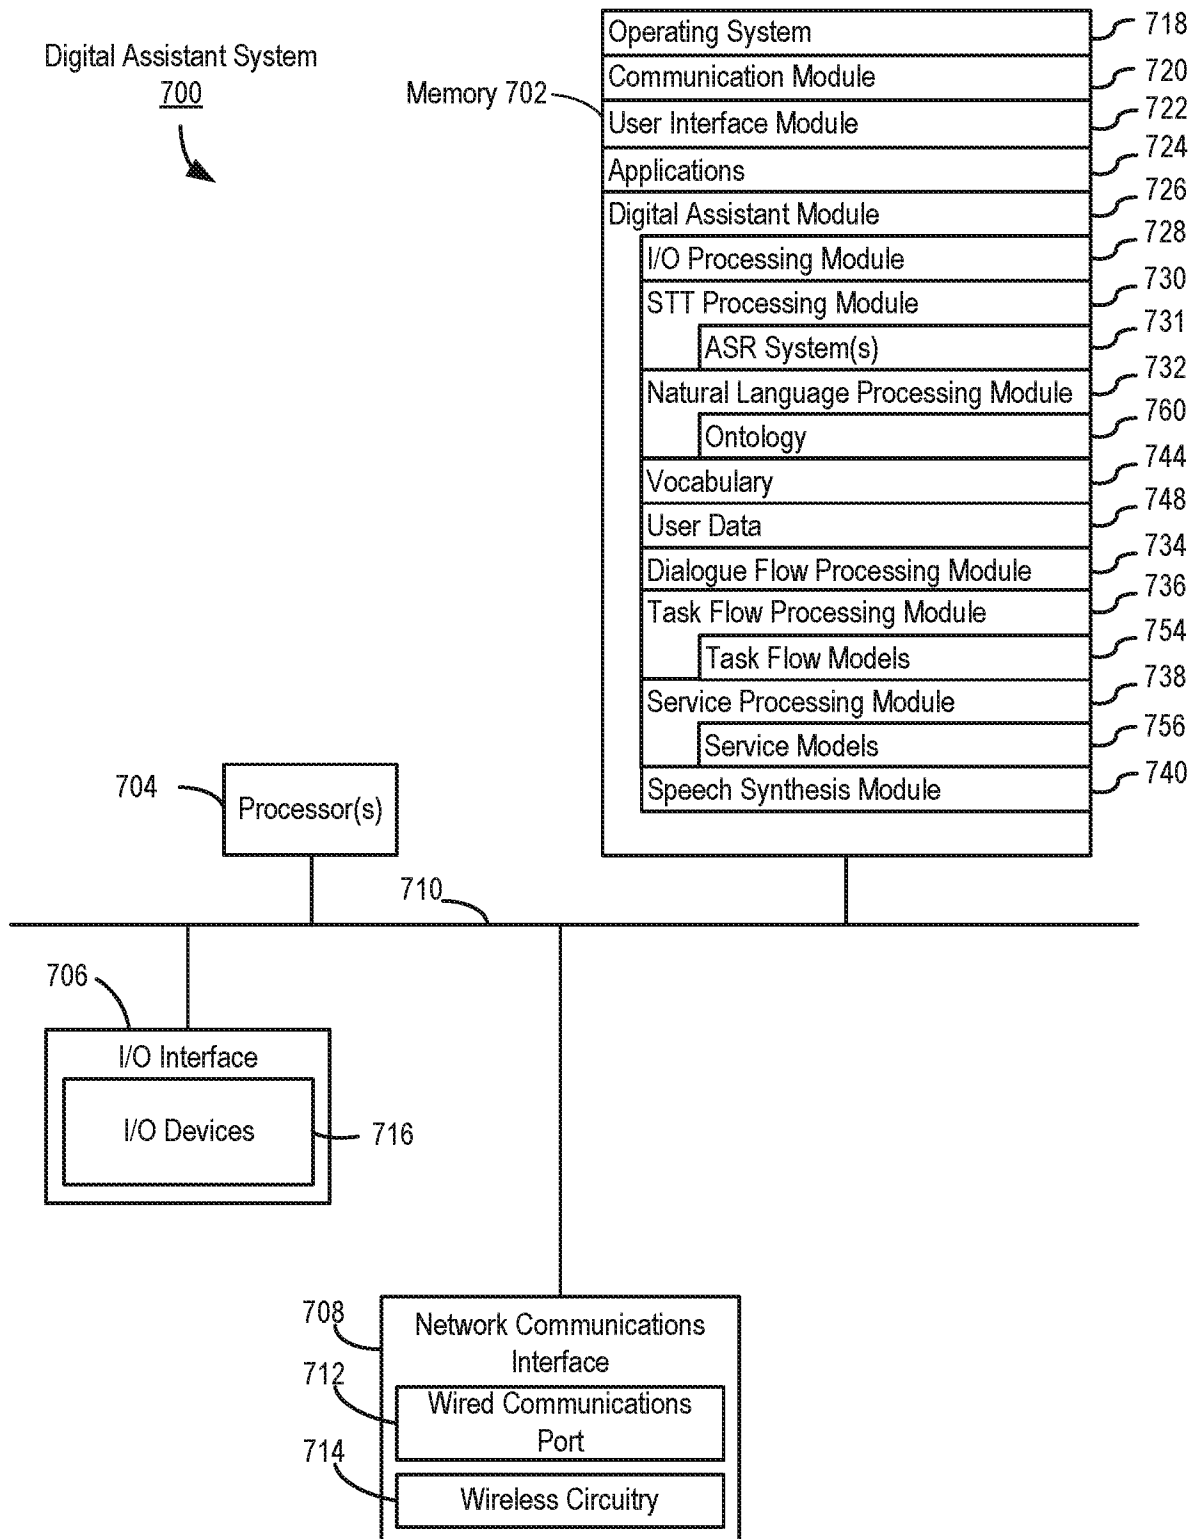 Digital Assistant System
700
Memory 702
Operating System
718
Communication Module
720
User Interface Module
722
Applications
724
Digital Assistant Module
726
I/O Processing Module
728
STT Processing Module
730
ASR System(s)
731
Natural Language Processing Module
732
Ontology
760
Vocabulary
744
User Data
748
Dialogue Flow Processing Module
734
Task Flow Processing Module
736
Task Flow Models
754
Service Processing Module
738
Service Models
756
Speech Synthesis Module
740
704
Processor(s)
710
706
I/O Interface
I/O Devices
716
708
Network Communications
Interface
712
Wired Communications
Port
714
Wireless Circuitry